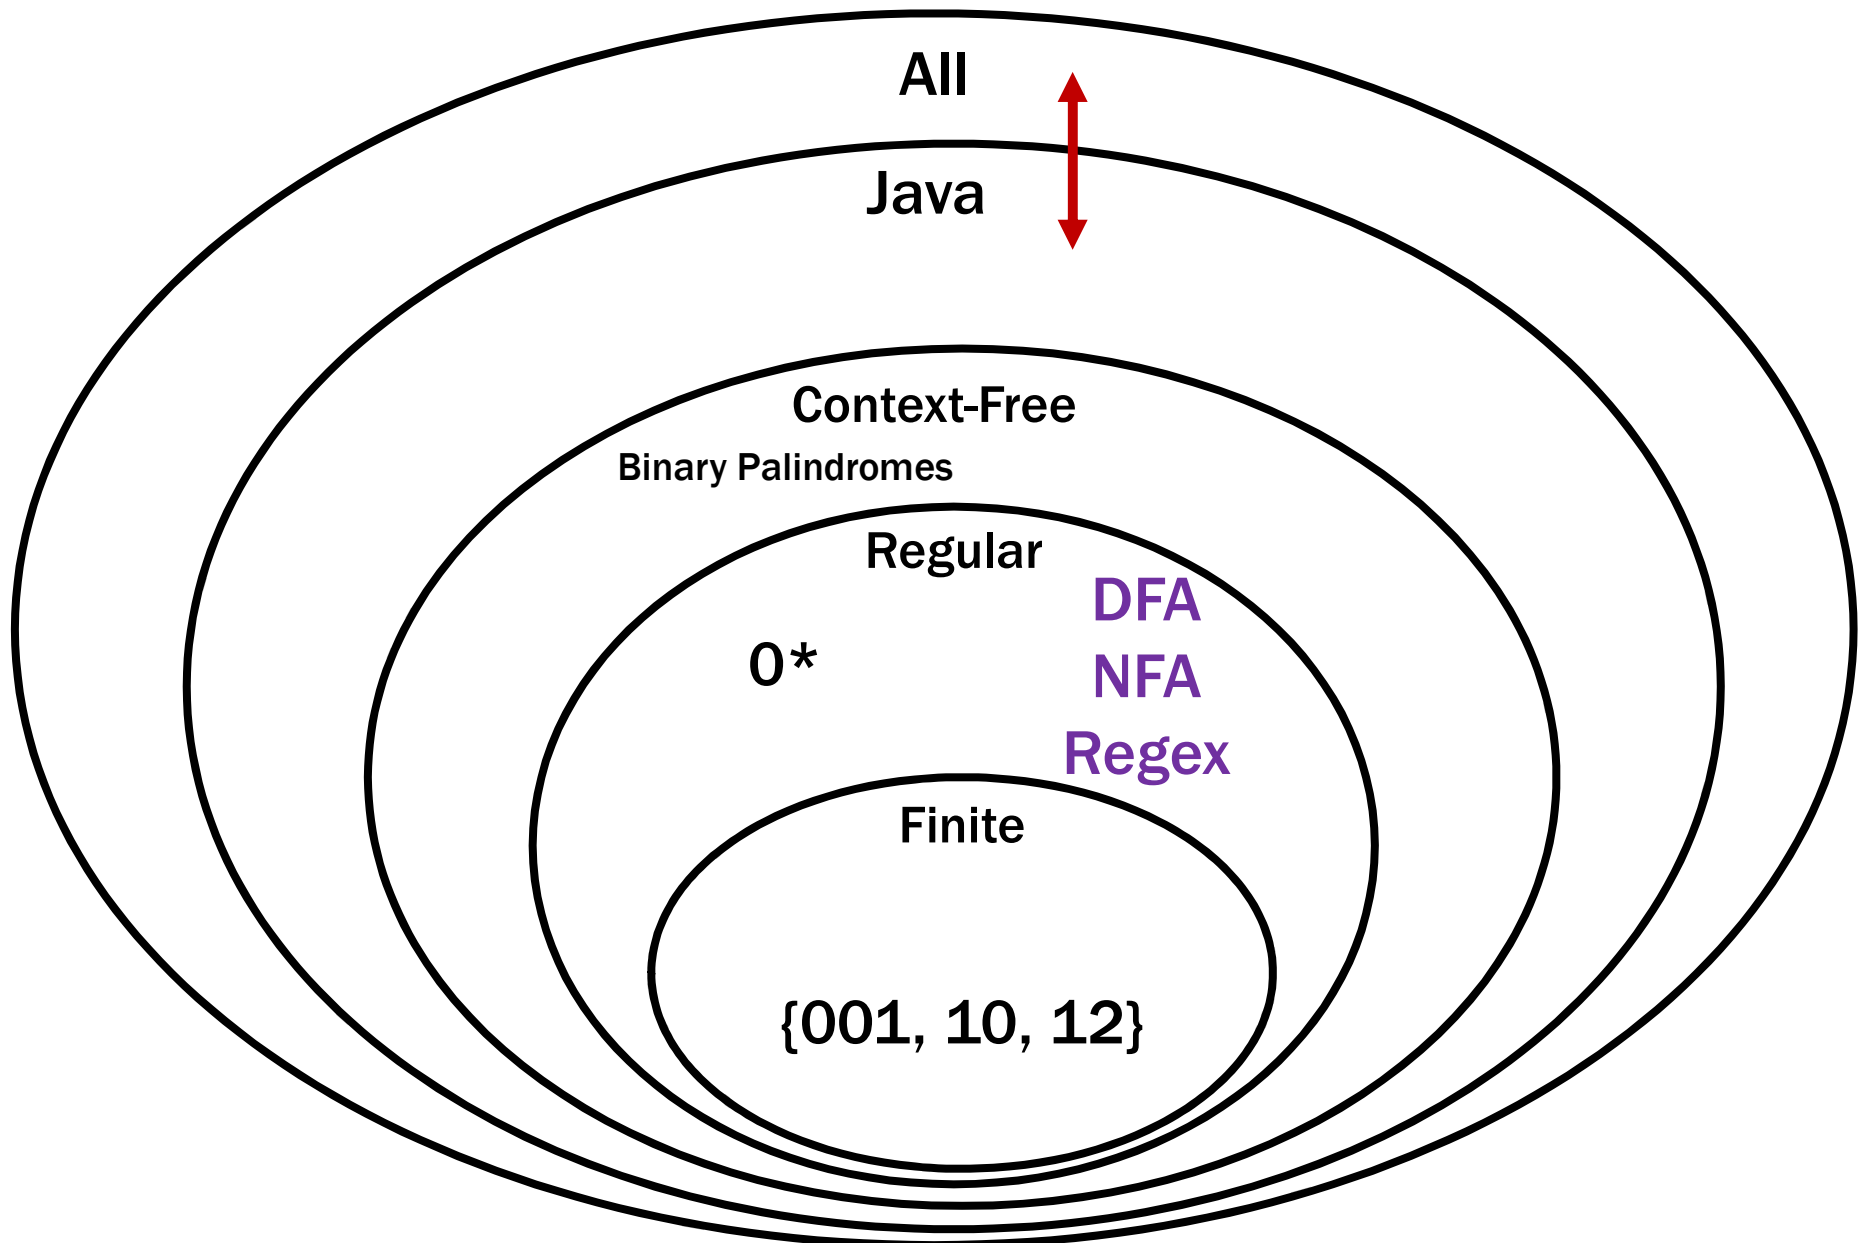 All
Java
Context-Free
Binary Palindromes
Regular
DFA
0*
NFA
Regex
Finite
{001, 10, 12}